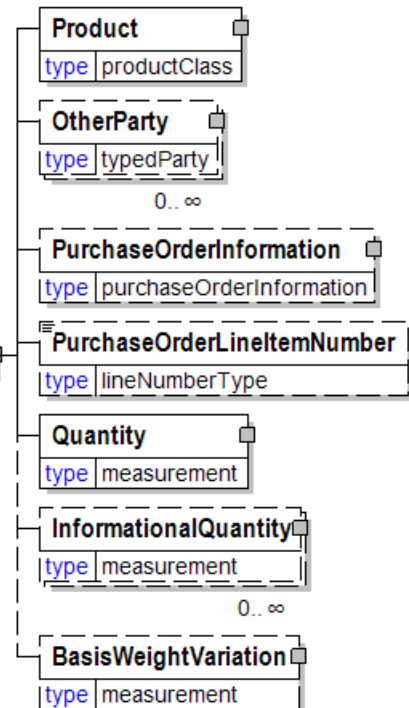 Product
type productClass
OtherParty
type typedParty
0.. ∞
PurchaseOrderInformation
type purchaseOrderInformation
PurchaseOrderLineItemNumber
type lineNumberType
Quantity
type measurement
InformationalQuantity
type measurement
0.. ∞
BasisWeightVariation
type measurement